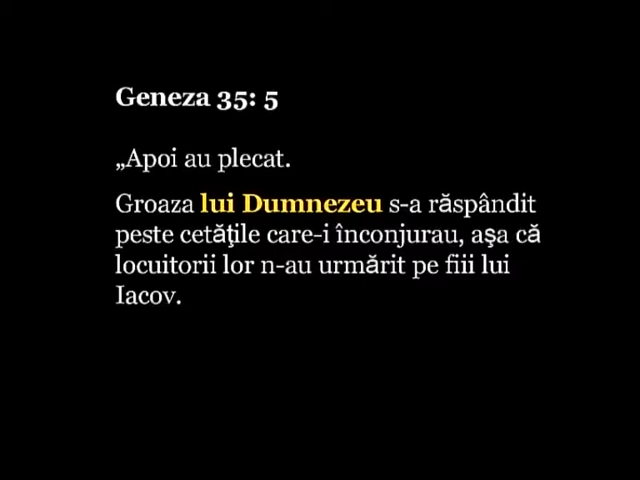 Geneza 35: 5
„Apoi au plecat.
Groaza lui Dumnezeu s-a răspândit
peste cetăţile care-i înconjurau, aşa că
locuitorii lor n-au urmărit pe fiii lui
Iacov.